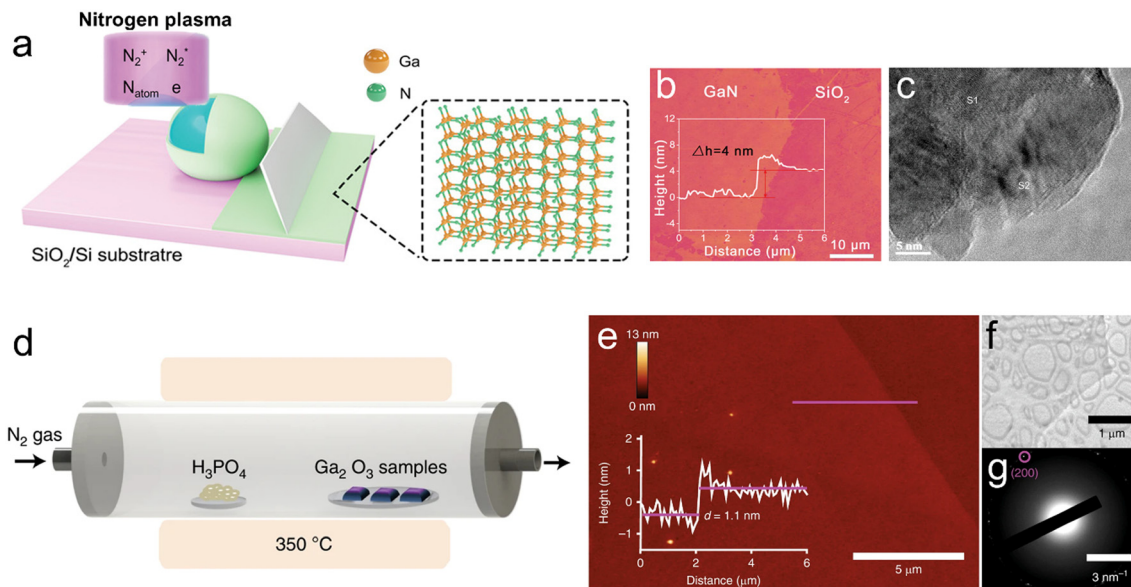 a
Nitrogen plasma
N₂⁺ N₂*
N_atom e
SiO₂/Si substratre
Ga
N
b
GaN
SiO₂
12
8
4
0
-4
Height (nm)
△h=4 nm
0 1 2 3 4 5 6
Distance (μm)
10 μm
c
S1
S2
5 nm
d
N₂ gas
H₃PO₄
Ga₂ O₃ samples
350 °C
e
13 nm
0 nm
2
1
0
−1
Height (nm)
d = 1.1 nm
0 2 4 6
Distance (μm)
5 μm
f
1 μm
g
(200)
3 nm⁻¹